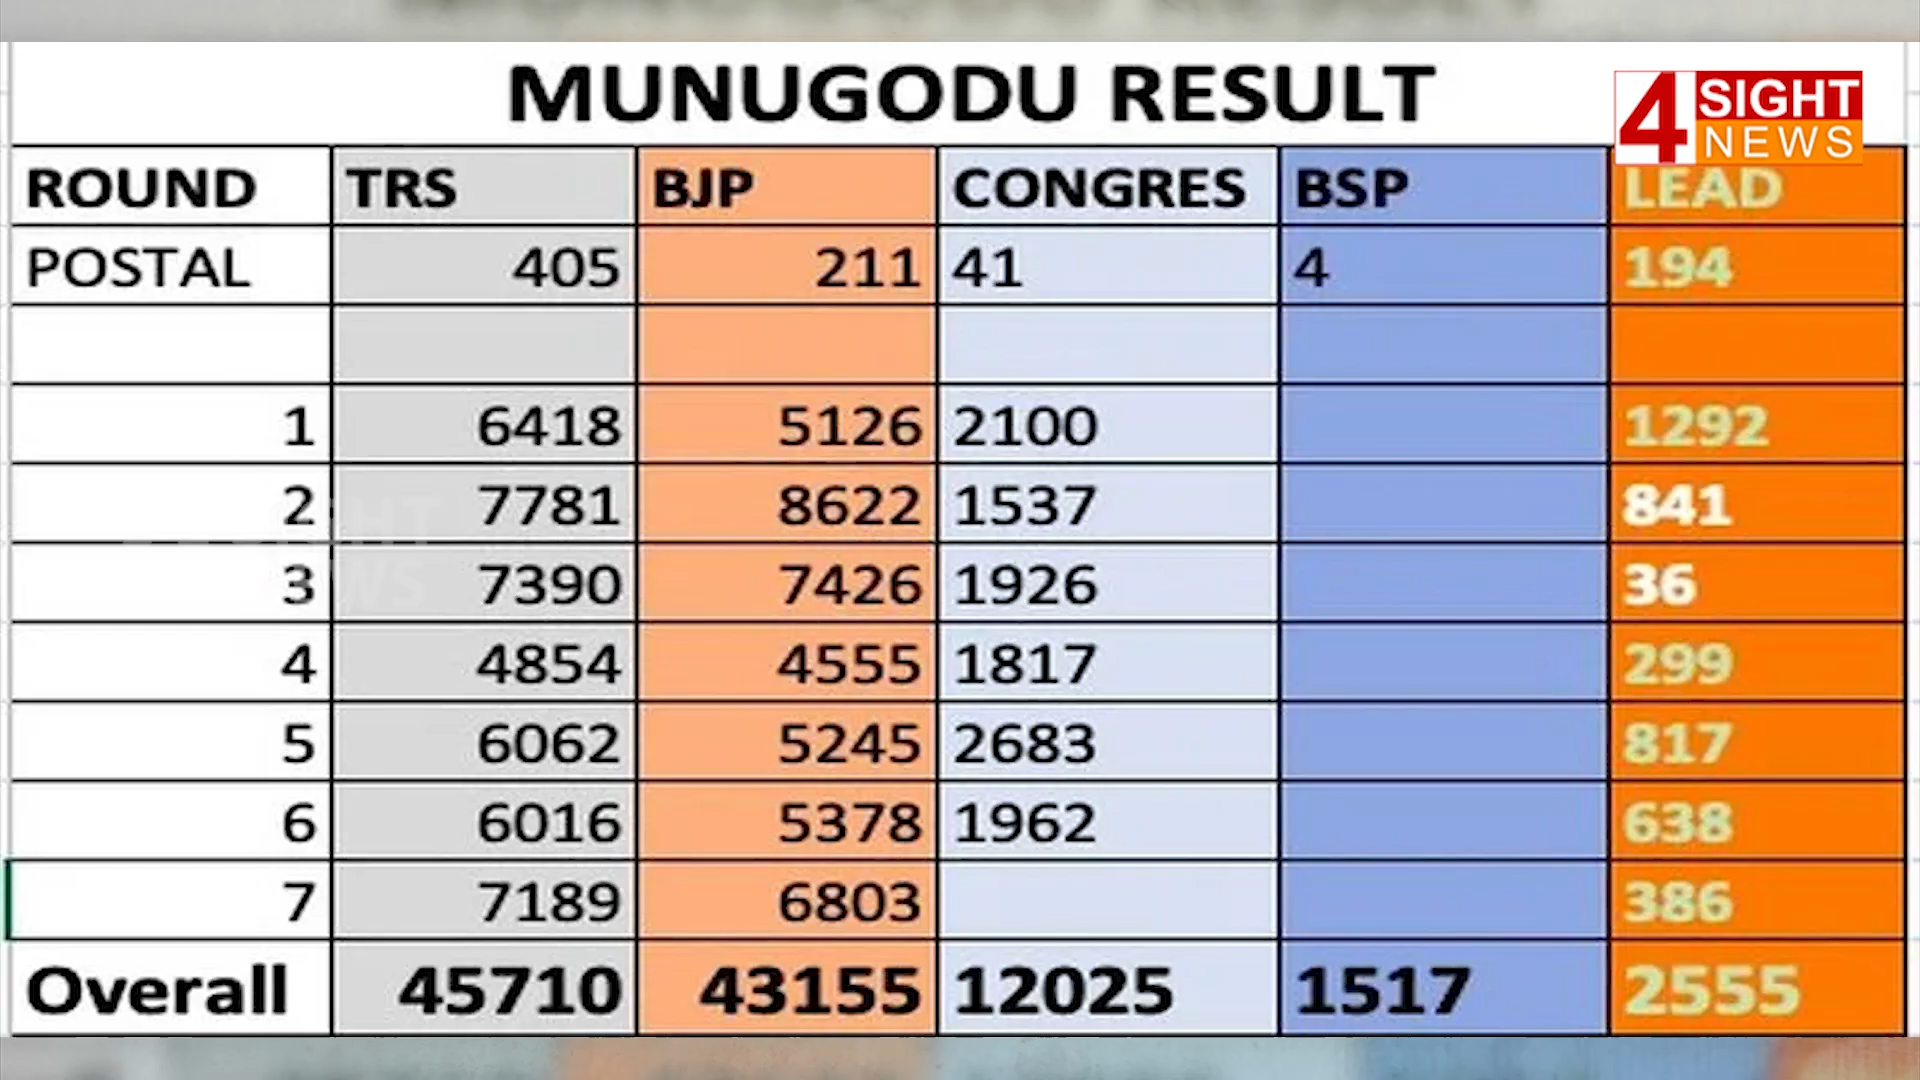 MUNUGODU RESULT
4 SIGHT NEWS
ROUND TRS BJP CONGRES BSP LEAD
POSTAL 405 211 41 4 194
1 6418 5126 2100 1292
2 7781 8622 1537 841
3 7390 7426 1926 36
4 4854 4555 1817 299
5 6062 5245 2683 817
6 6016 5378 1962 638
7 7189 6803 386
Overall 45710 43155 12025 1517 2555